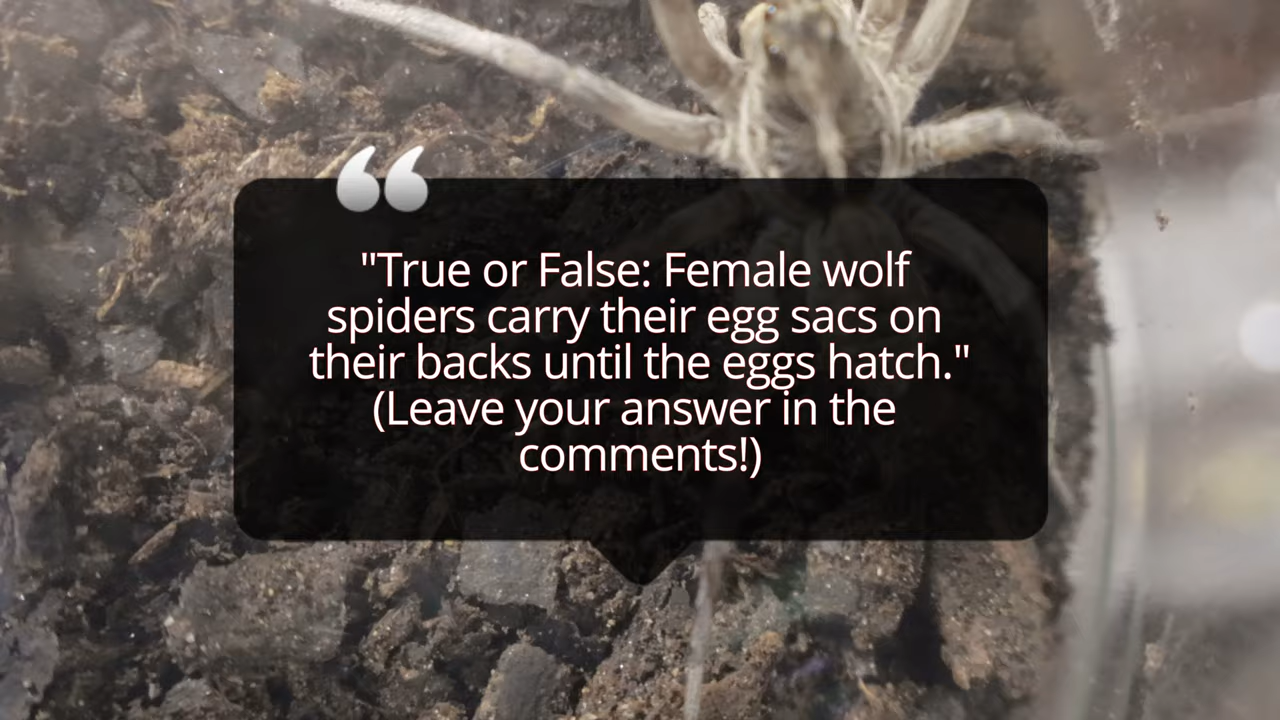 "True or False: Female wolf
spiders carry their egg sacs on
their backs until the eggs hatch."
(Leave your answer in the
comments!)